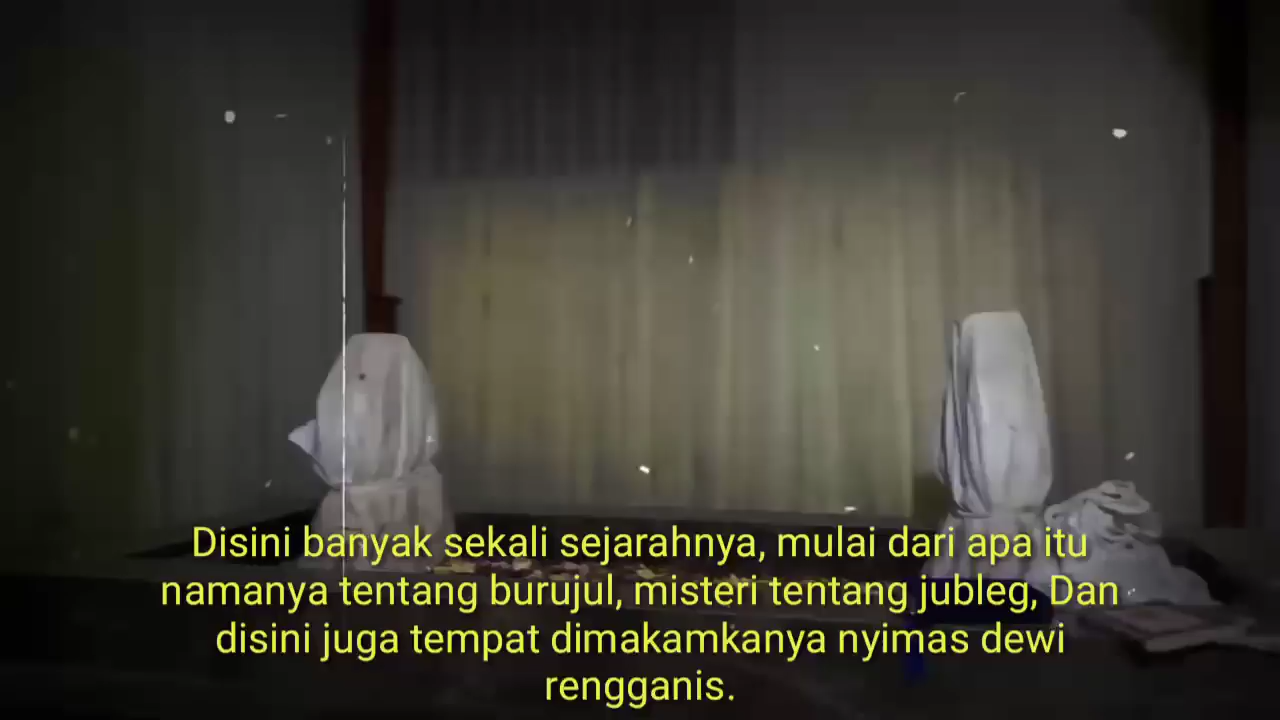 Disini banyak sekali sejarahnya, mulai dari apa itu
namanya tentang burujul, misteri tentang jubleg, Dan
disini juga tempat dimakamkanya nyimas dewi
rengganis.